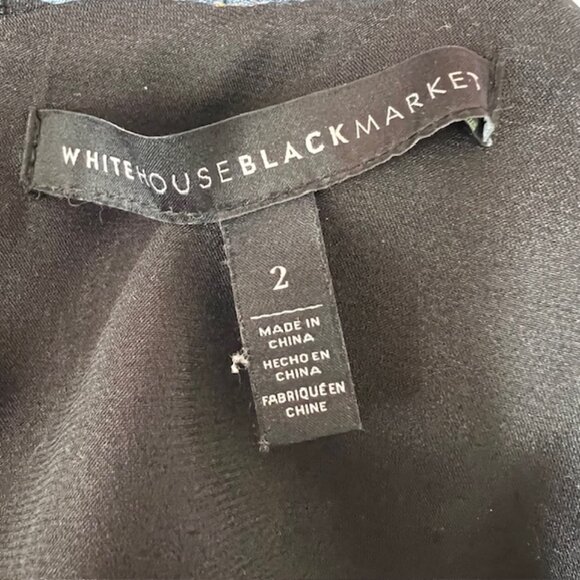 WHITEHOUSEBLACKMARKET
2
MADE IN
CHINA
HECHO EN
CHINA
FABRIQUÉ EN
CHINE